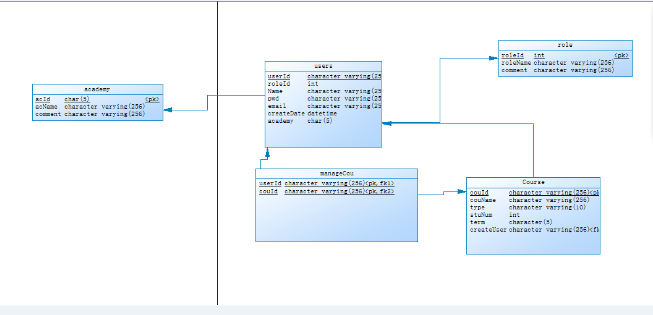 academy
acId char(5) <pk>
acName character varying(256)
comment character varying(256)
users
userId character varying(25
roleId int
Name character varying(25
pwd character varying(25
email character varying(25
createDate datetime
academy char(5)
role
roleId int <pk>
roleName character varying(256)
comment character varying(256)
manageCou
userId character varying(256) <pk,fk1>
couId character varying(256) <pk,fk2>
Course
couId character varying(256) <pk
couName character varying(256)
type character varying(10)
stuNum int
term character(5)
createUser character varying(256) <f